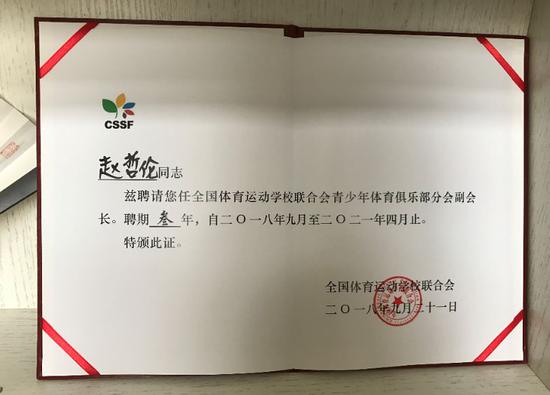 CSSF
赵哲伦同志
兹聘请您任全国体育运动学校联合会青少年体育俱乐部分会副会
长。聘期叁年，自二〇一八年九月至二〇二一年四月止。
特颁此证。
全国体育运动学校联合会
二〇一八年九月二十一日